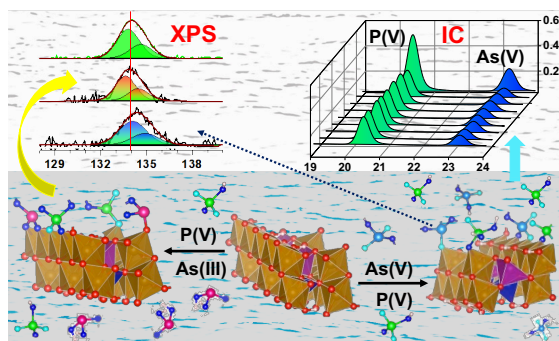 XPS
129 132 135 138
P(V)
IC
As(V)
0.6
0.4
0.2
19 20 21 22 23 24
P(V)
As(III)
As(V)
P(V)